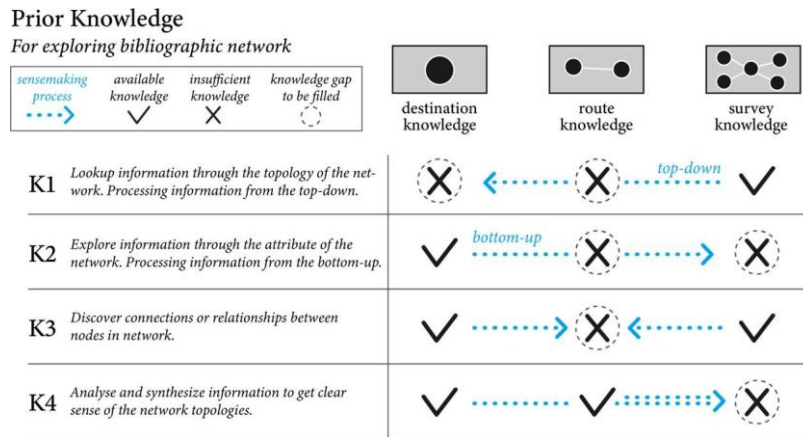 Prior Knowledge
For exploring bibliographic network
sensemaking process
available knowledge
insufficient knowledge
knowledge gap to be filled
destination knowledge
route knowledge
survey knowledge
K1
Lookup information through the topology of the net-
work. Processing information from the top-down.
top-down
K2
Explore information through the attribute of the
network. Processing information from the bottom-up.
bottom-up
K3
Discover connections or relationships between
nodes in network.
K4
Analyse and synthesize information to get clear
sense of the network topologies.